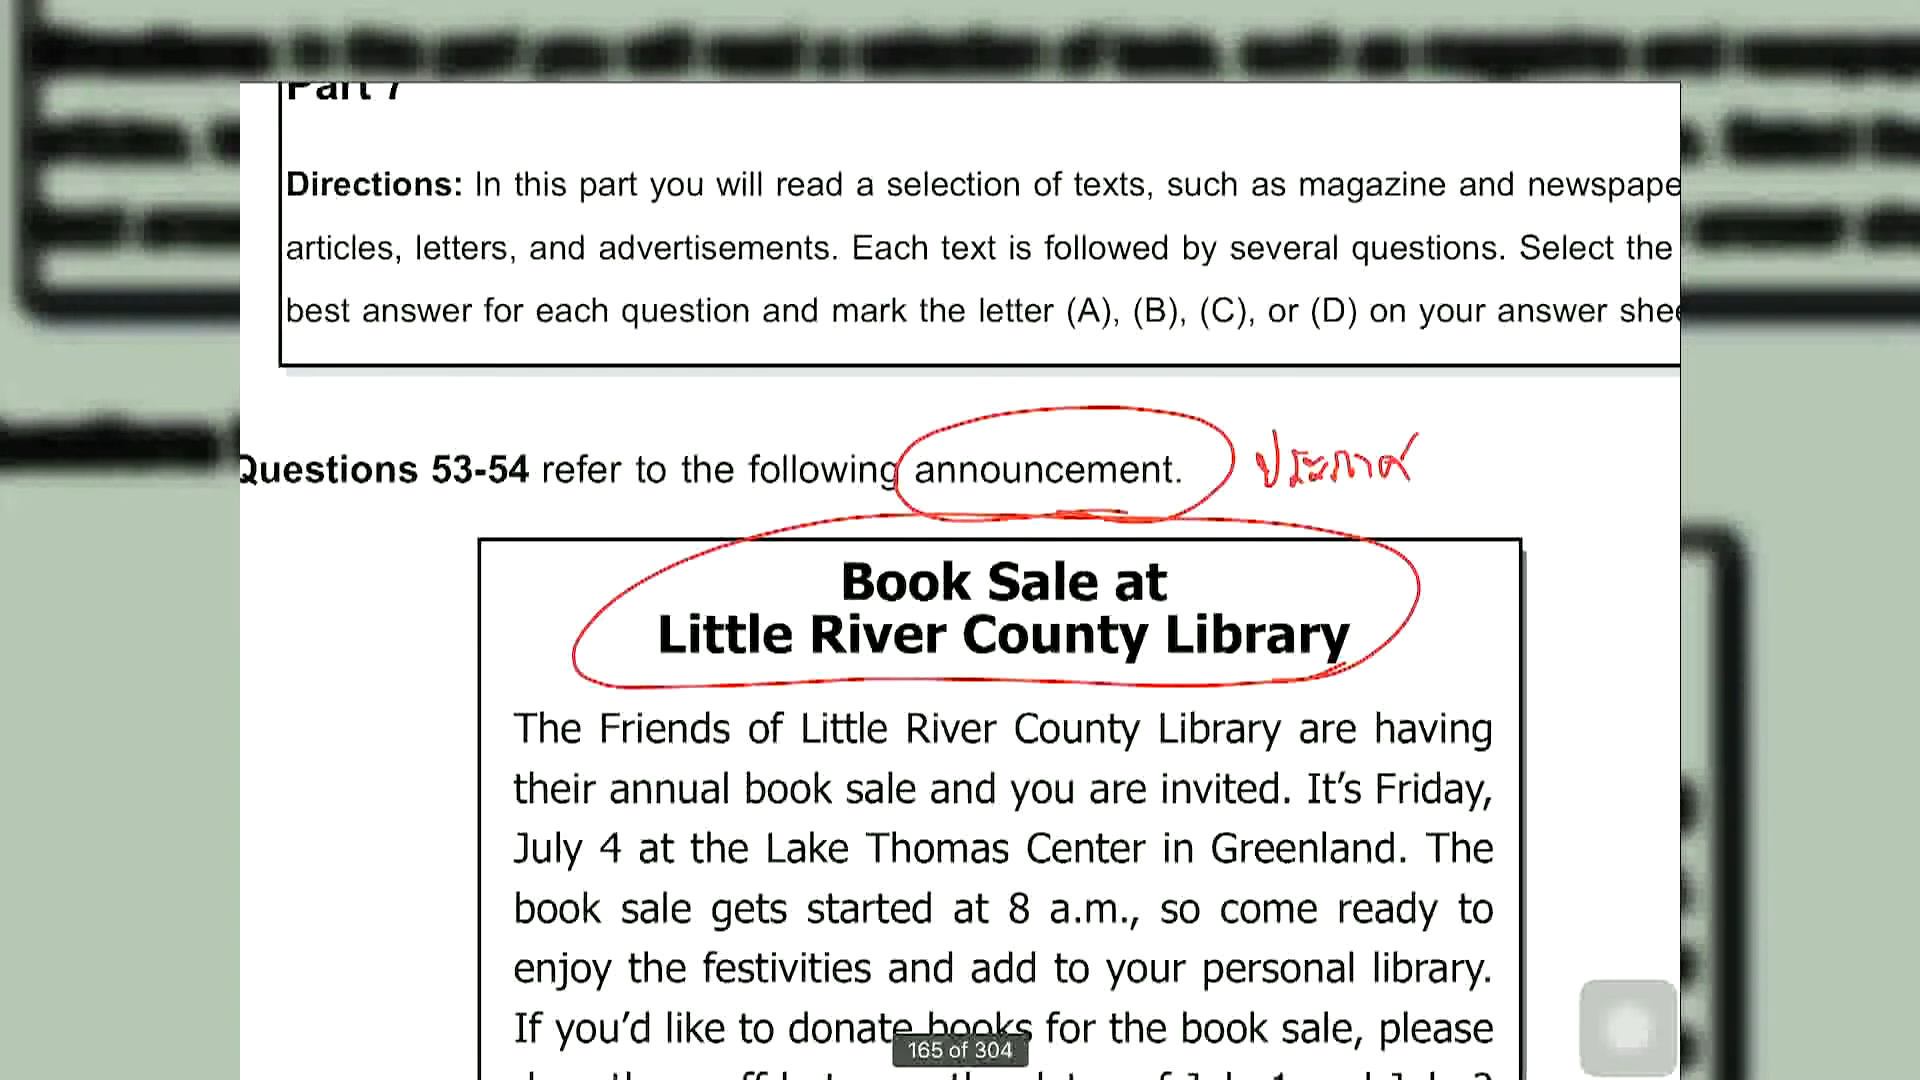 Part 7
Directions: In this part you will read a selection of texts, such as magazine and newspape
articles, letters, and advertisements. Each text is followed by several questions. Select the
best answer for each question and mark the letter (A), (B), (C), or (D) on your answer shee
Questions 53-54 refer to the following announcement. ประกาศ
Book Sale at
Little River County Library
The Friends of Little River County Library are having
their annual book sale and you are invited. It’s Friday,
July 4 at the Lake Thomas Center in Greenland. The
book sale gets started at 8 a.m., so come ready to
enjoy the festivities and add to your personal library.
If you’d like to donate books for the book sale, please
165 of 304